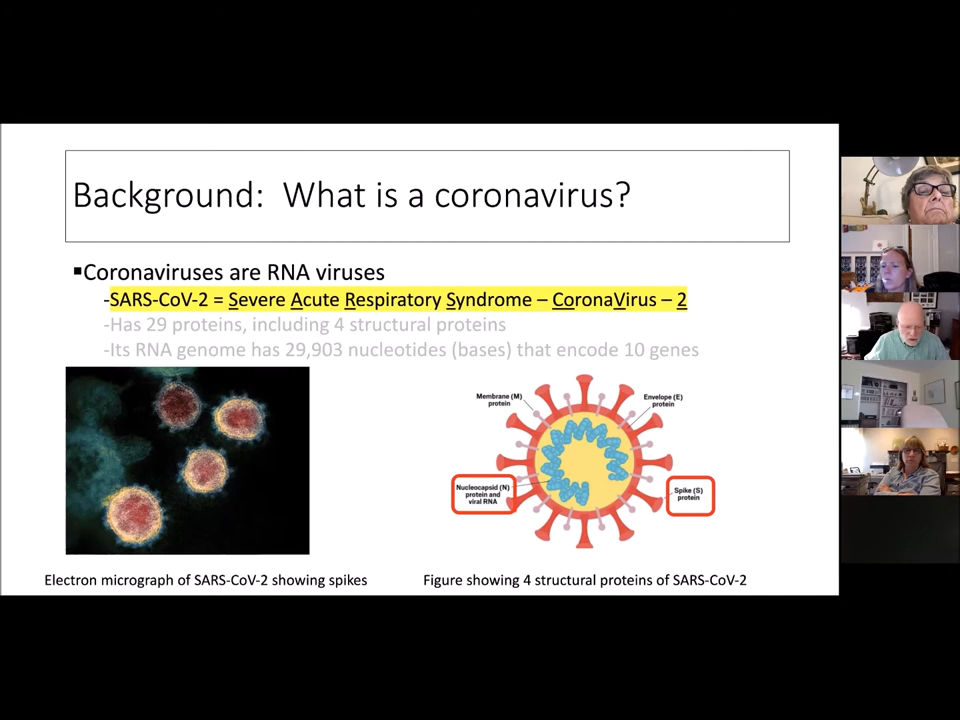 Background:  What is a coronavirus?
▪Coronaviruses are RNA viruses
-SARS-CoV-2 = Severe Acute Respiratory Syndrome – CoronaVirus – 2
-Has 29 proteins, including 4 structural proteins
-Its RNA genome has 29,903 nucleotides (bases) that encode 10 genes
Membrane (M)
protein
Envelope (E)
protein
Nucleocapsid (N)
protein and
viral RNA
Spike (S)
protein
Electron micrograph of SARS-CoV-2 showing spikes
Figure showing 4 structural proteins of SARS-CoV-2